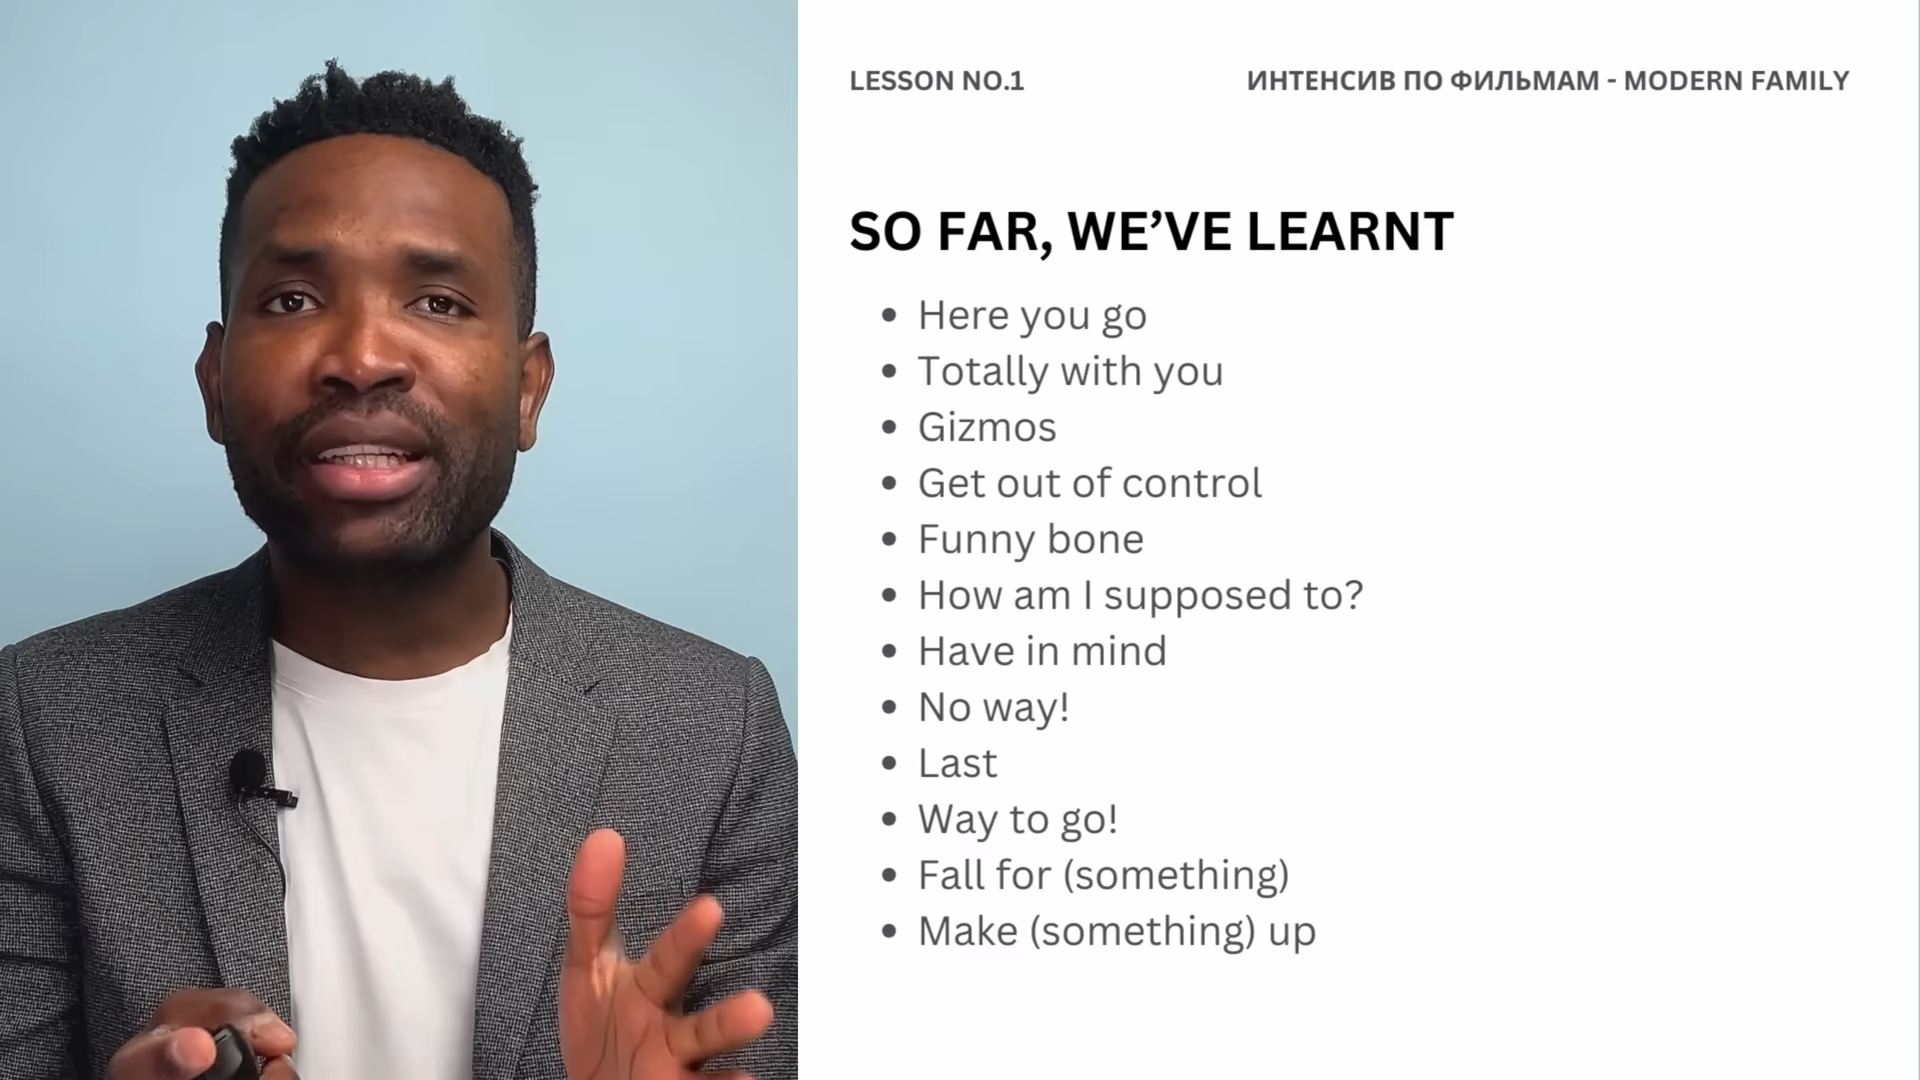 LESSON NO.1
ИНТЕНСИВ ПО ФИЛЬМАМ - MODERN FAMILY
SO FAR, WE’VE LEARNT
• Here you go
• Totally with you
• Gizmos
• Get out of control
• Funny bone
• How am I supposed to?
• Have in mind
• No way!
• Last
• Way to go!
• Fall for (something)
• Make (something) up